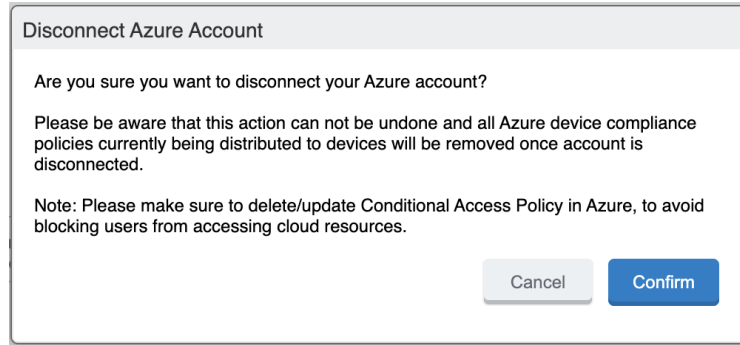 Disconnect Azure Account
Are you sure you want to disconnect your Azure account?
Please be aware that this action can not be undone and all Azure device compliance
policies currently being distributed to devices will be removed once account is
disconnected.
Note: Please make sure to delete/update Conditional Access Policy in Azure, to avoid
blocking users from accessing cloud resources.
Cancel
Confirm